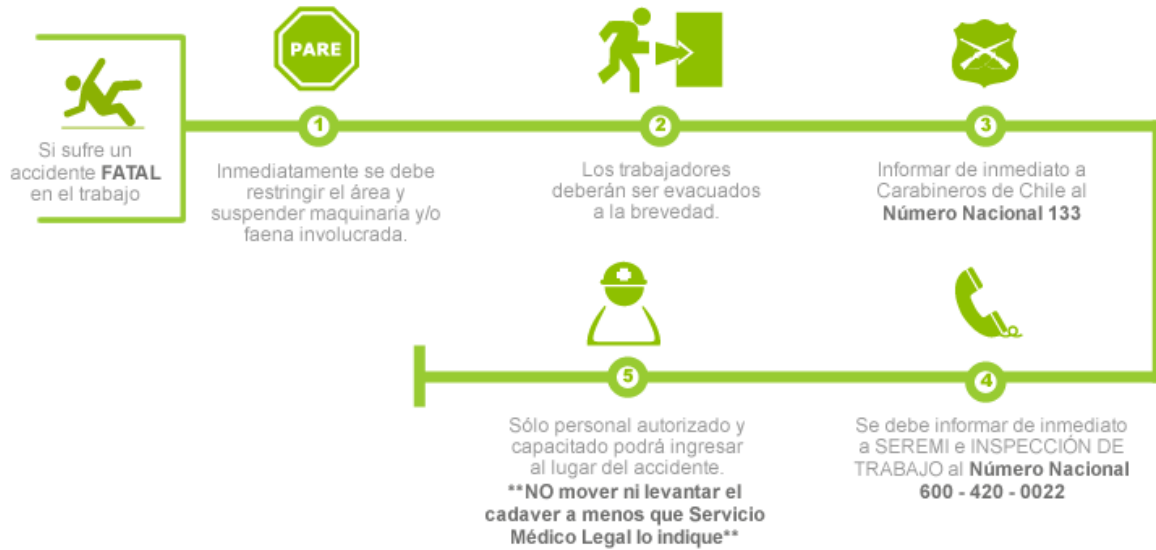 Si sufre un
accidente FATAL
en el trabajo
PARE
1
Inmediatamente se debe
restringir el área y
suspender maquinaria y/o
faena involucrada.
2
Los trabajadores
deberán ser evacuados
a la brevedad.
3
Informar de inmediato a
Carabineros de Chile al
Número Nacional 133
4
Se debe informar de inmediato
a SEREMI e INSPECCIÓN DE
TRABAJO al Número Nacional
600 - 420 - 0022
5
Sólo personal autorizado y
capacitado podrá ingresar
al lugar del accidente.
**NO mover ni levantar el
cadaver a menos que Servicio
Médico Legal lo indique**